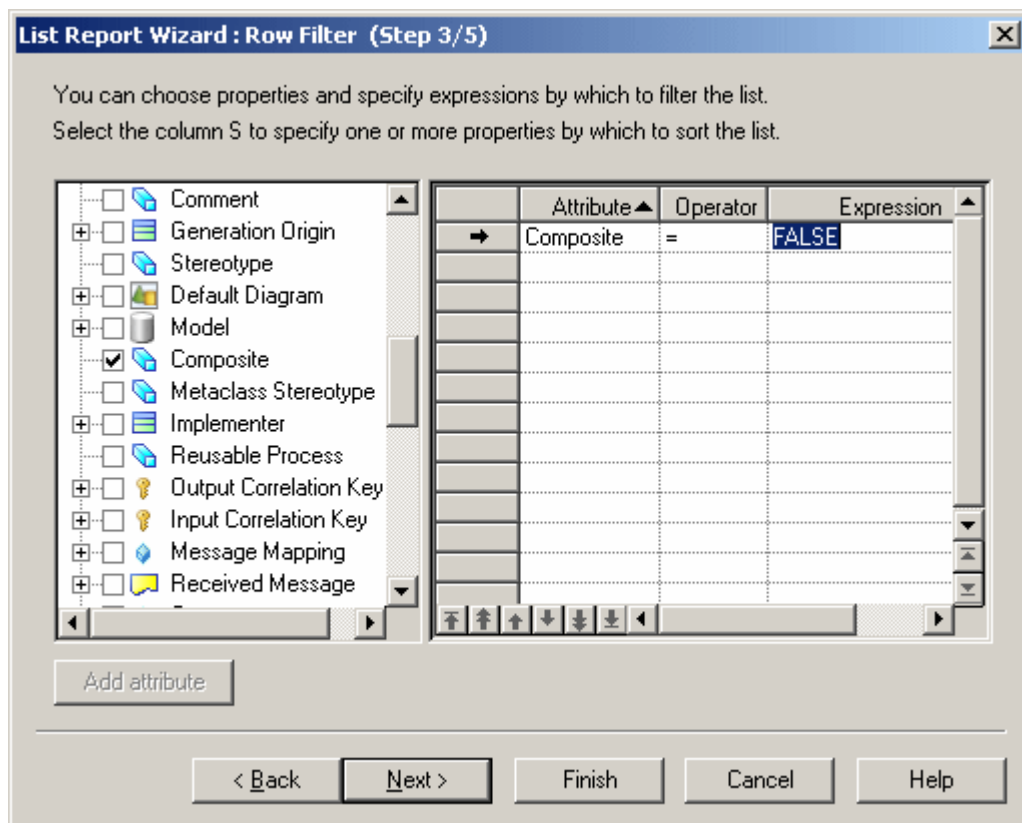 List Report Wizard : Row Filter (Step 3/5)
You can choose properties and specify expressions by which to filter the list.
Select the column S to specify one or more properties by which to sort the list.
Comment
Generation Origin
Stereotype
Default Diagram
Model
Composite
Metaclass Stereotype
Implementer
Reusable Process
Output Correlation Key
Input Correlation Key
Message Mapping
Received Message
Attribute Operator Expression
Composite = FALSE
Add attribute
< Back Next > Finish Cancel Help